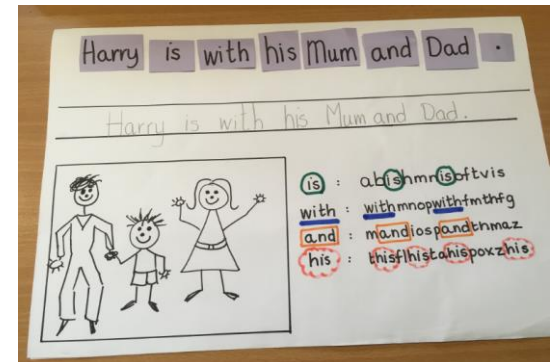 Harry is with his Mum and Dad .
Harry is with his Mum and Dad.
is : abishmnisoftvis
with : withmnopwithfmthfg
and : mandiospandthmaz
his : thisflhistahispoxzhis